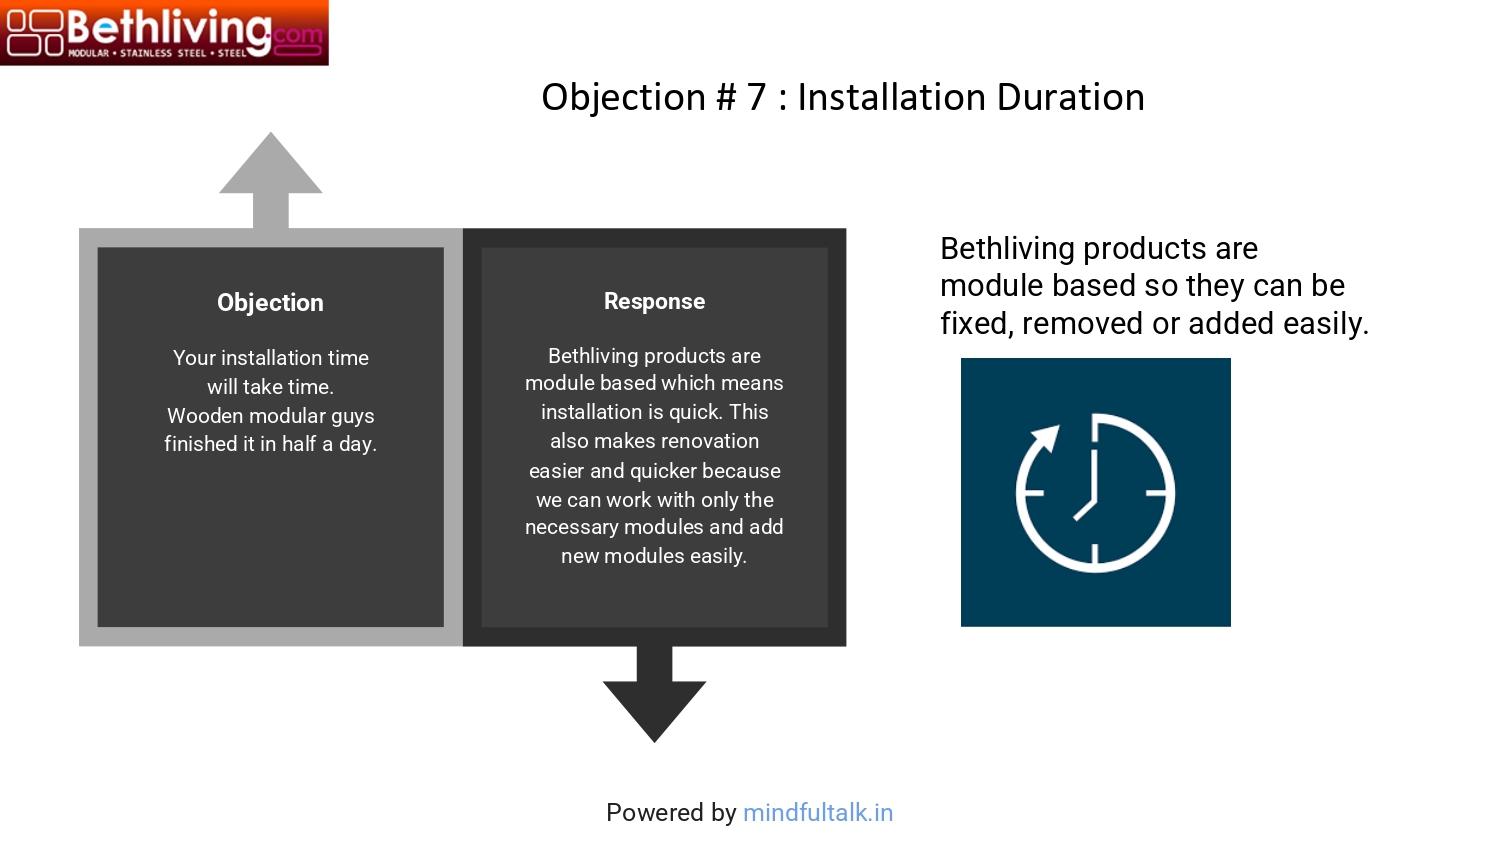 Bethliving.com
MODULAR • STAINLESS STEEL • STEEL
Objection # 7 : Installation Duration
Objection
Your installation time
will take time.
Wooden modular guys
finished it in half a day.
Response
Bethliving products are
module based which means
installation is quick. This
also makes renovation
easier and quicker because
we can work with only the
necessary modules and add
new modules easily.
Bethliving products are
module based so they can be
fixed, removed or added easily.
Powered by mindfultalk.in